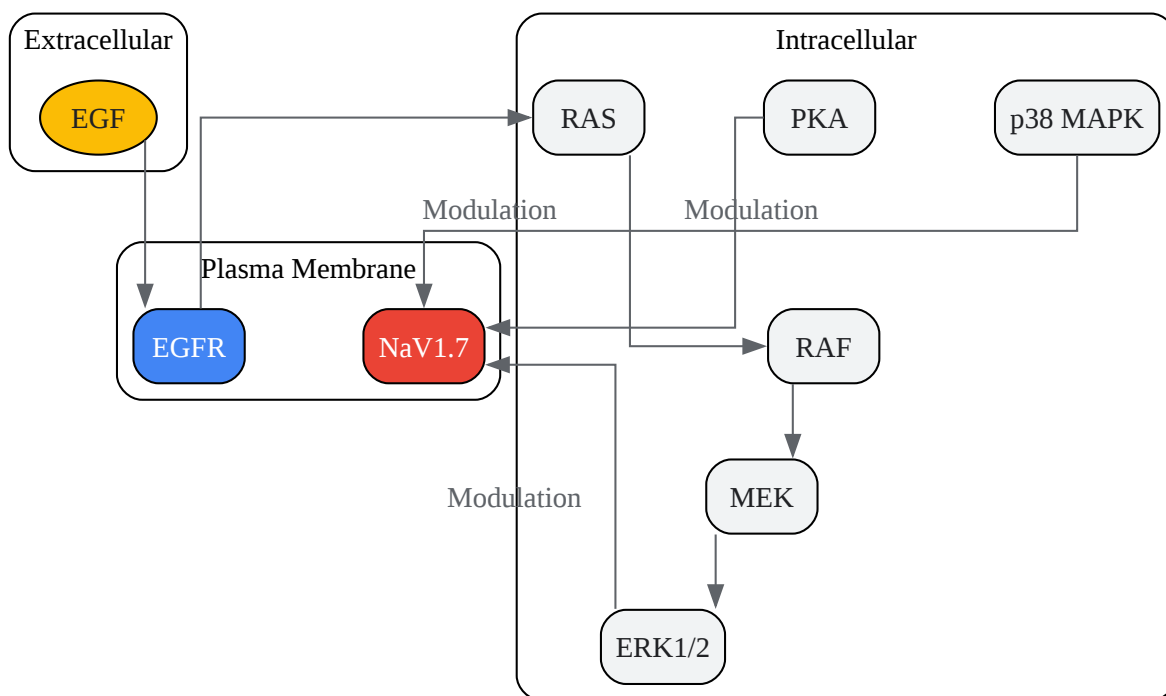 Extracellular
Intracellular
EGF
RAS
PKA
p38 MAPK
Modulation
Modulation
Plasma Membrane
EGFR
NaV1.7
RAF
MEK
Modulation
ERK1/2